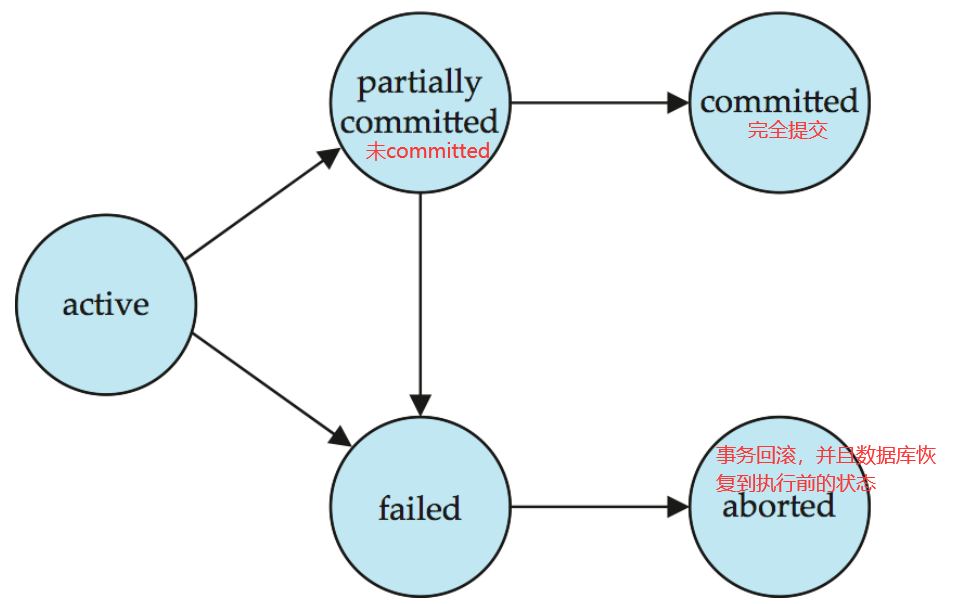 partially
committed
未committed
committed
完全提交
active
failed
事务回滚，并且数据库恢
复到执行前的状态
aborted